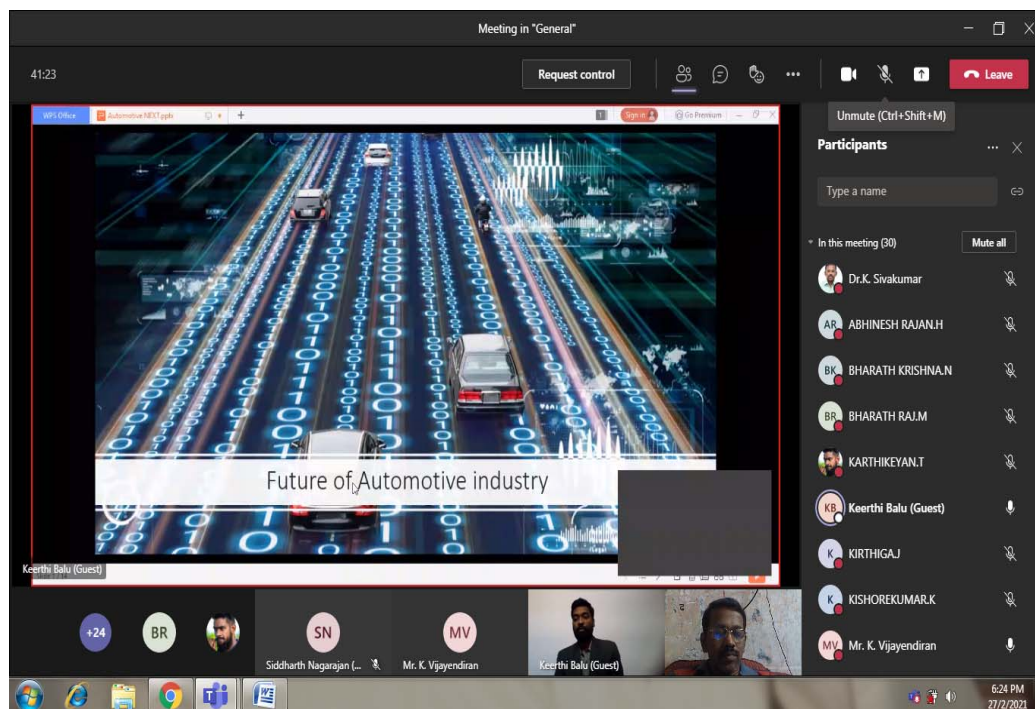 Meeting in "General"
41:23
Request control
Leave
Unmute (Ctrl+Shift+M)
WPS Office
Automotive NEXT.pptx
Sign in
Go Premium
Participants
Type a name
In this meeting (30)
Mute all
Dr.K. Sivakumar
AR ABHINESH RAJAN.H
BK BHARATH KRISHNA.N
BR BHARATH RAJ.M
KARTHIKEYAN.T
KB Keerthi Balu (Guest)
K KIRTHIGA.J
K KISHOREKUMAR.K
MV Mr. K. Vijayendiran
Future of Automotive industry
Keerthi Balu (Guest)
+24
BR
SN
MV
Siddharth Nagarajan (...
Mr. K. Vijayendiran
Keerthi Balu (Guest)
6:24 PM
27/2/2021